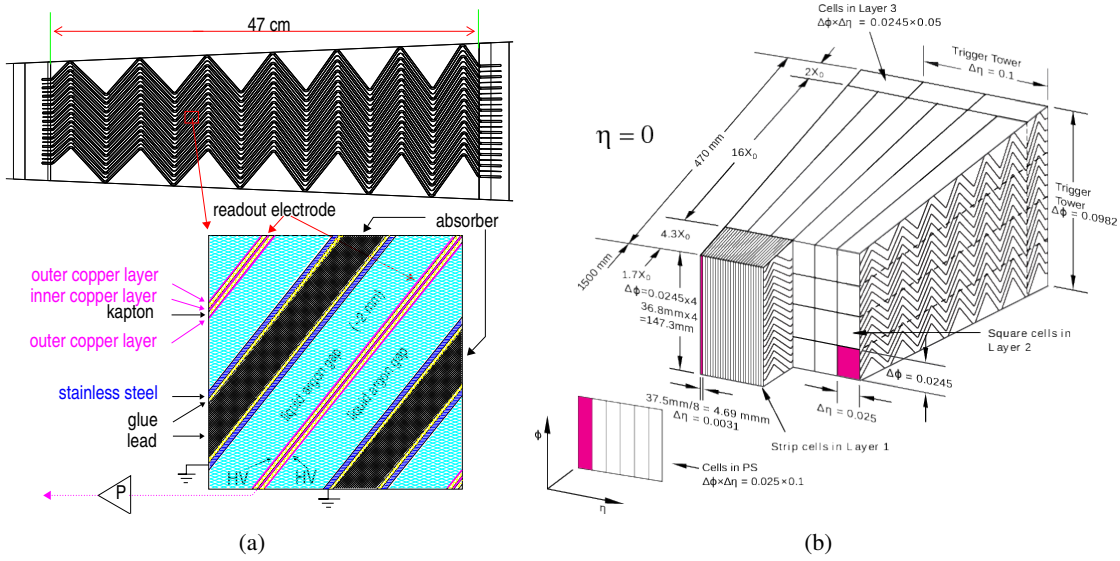 47 cm
readout electrode
absorber
outer copper layer
inner copper layer
kapton
outer copper layer
stainless steel
glue
lead
liquid argon gap
(~2 mm)
liquid argon gap
HV
HV
P
(a)
Cells in Layer 3
Δϕ×Δη = 0.0245×0.05
Trigger Tower
Δη = 0.1
2X₀
η = 0
470 mm
16X₀
Trigger
Tower
Δϕ = 0.0982
4.3X₀
1500 mm
1.7X₀
Δϕ=0.0245x4
36.8mmx4
=147.3mm
Square cells in
Layer 2
Δϕ = 0.0245
Δη = 0.025
37.5mm/8 = 4.69 mmm
Δη = 0.0031
Strip cells in Layer 1
ϕ
η
Cells in PS
Δϕ×Δη = 0.025×0.1
(b)